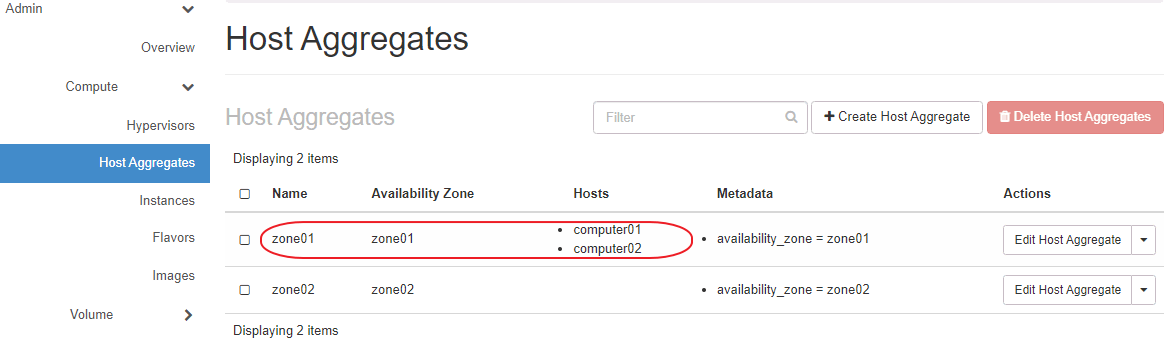 Admin
Overview
Compute
Hypervisors
Host Aggregates
Instances
Flavors
Images
Volume
Host Aggregates
Host Aggregates
Filter
Create Host Aggregate
Delete Host Aggregates
Displaying 2 items
Name Availability Zone Hosts Metadata Actions
zone01 zone01 computer01 availability_zone = zone01 Edit Host Aggregate
computer02
zone02 zone02 availability_zone = zone02 Edit Host Aggregate
Displaying 2 items